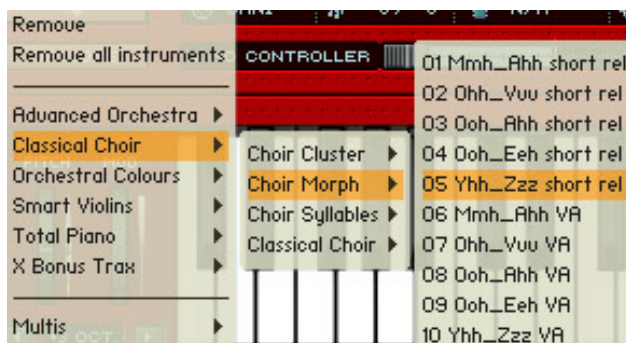 Remove
Remove all instruments
Advanced Orchestra
Classical Choir
Orchestral Colours
Smart Violins
Total Piano
X Bonus Trax
Multis
CONTROLLER
Choir Cluster
Choir Morph
Choir Syllables
Classical Choir
01 Mmh_Ahh short rel
02 Ohh_Vuu short rel
03 Ooh_Ahh short rel
04 Ooh_Eeh short rel
05 Yhh_Zzz short rel
06 Mmh_Ahh VA
07 Ohh_Vuu VA
08 Ooh_Ahh VA
09 Ooh_Eeh VA
10 Yhh_Zzz VA